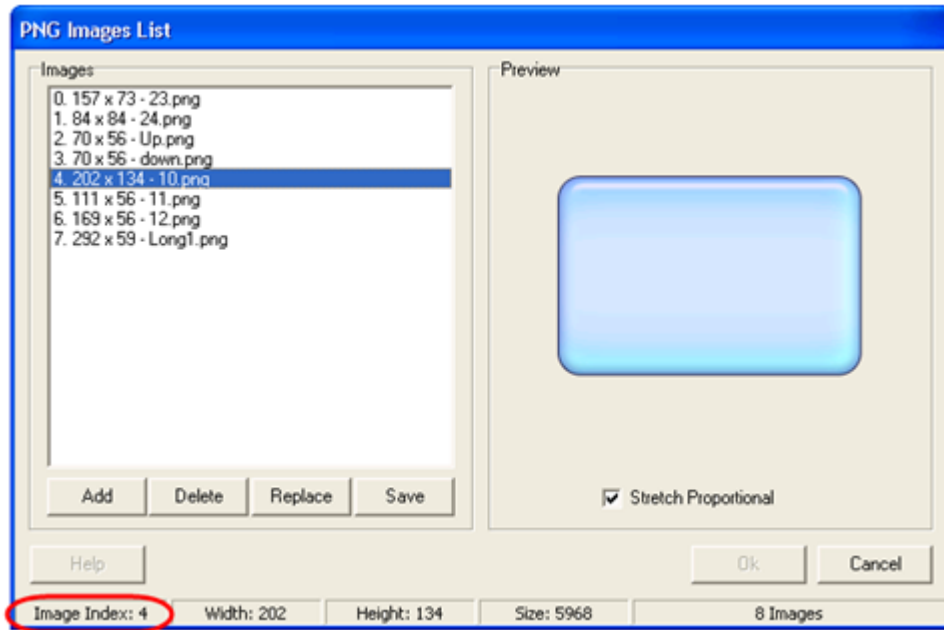 PNG Images List
Images
0. 157 x 73 - 23.png
1. 84 x 84 - 24.png
2. 70 x 56 - Up.png
3. 70 x 56 - down.png
4. 202 x 134 - 10.png
5. 111 x 56 - 11.png
6. 169 x 56 - 12.png
7. 292 x 59 - Long1.png
Add Delete Replace Save
Preview
Stretch Proportional
Help Ok Cancel
Image Index: 4 Width: 202 Height: 134 Size: 5968 8 Images